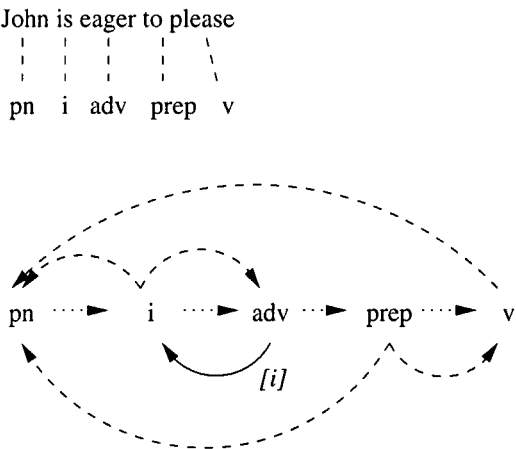 John is eager to please
pn i adv prep v
pn i adv prep v
[i]